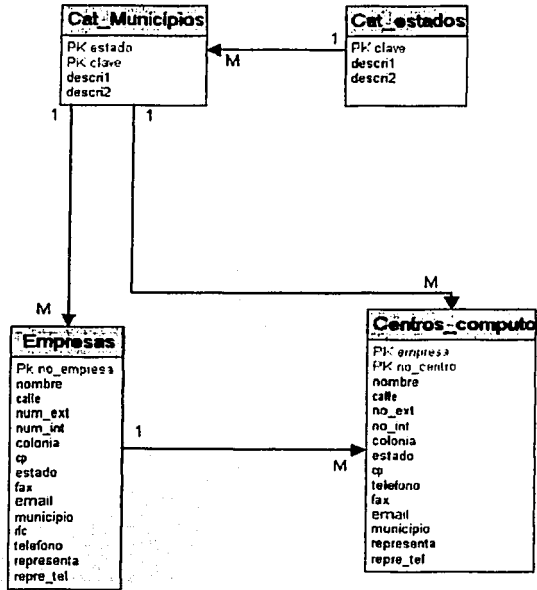 Cat_Municípios
PK estado
PK clave
descri1
descri2
Cat_estados
PK clave
descri1
descri2
1
M
1
1
M
M
Empresas
PK no_empresa
nombre
calle
num_ext
num_int
colonia
cp
estado
fax
email
municipio
rfc
telefono
representa
repre_tel
1
M
Centros_computo
PK empresa
PK no_centro
nombre
calle
no_ext
no_int
colonia
estado
cp
telefono
fax
email
municipio
representa
repre_tel